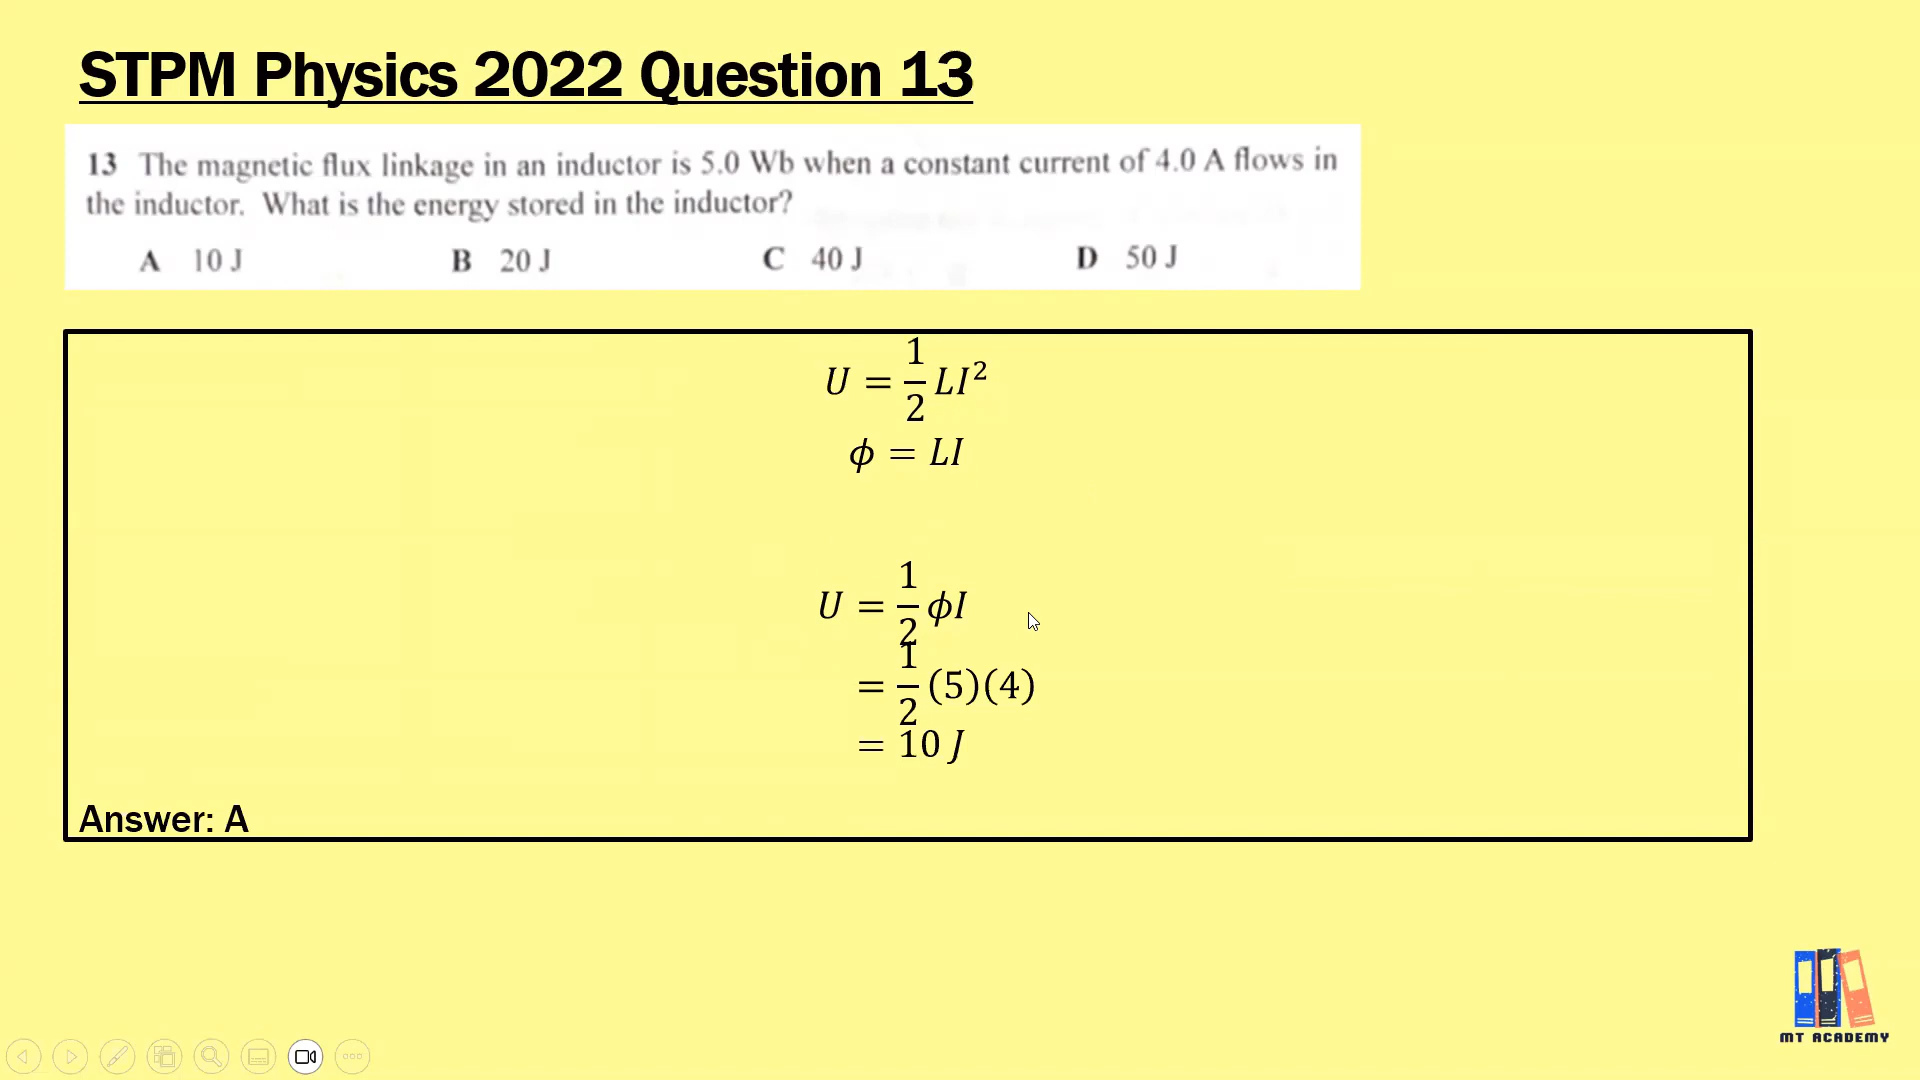 STPM Physics 2022 Question 13
13 The magnetic flux linkage in an inductor is 5.0 Wb when a constant current of 4.0 A flows in
the inductor. What is the energy stored in the inductor?
A 10 J B 20 J C 40 J D 50 J
U = 1/2 LI²
ϕ = LI
U = 1/2 ϕI
= 1/2 (5)(4)
= 10 J
Answer: A
MT ACADEMY